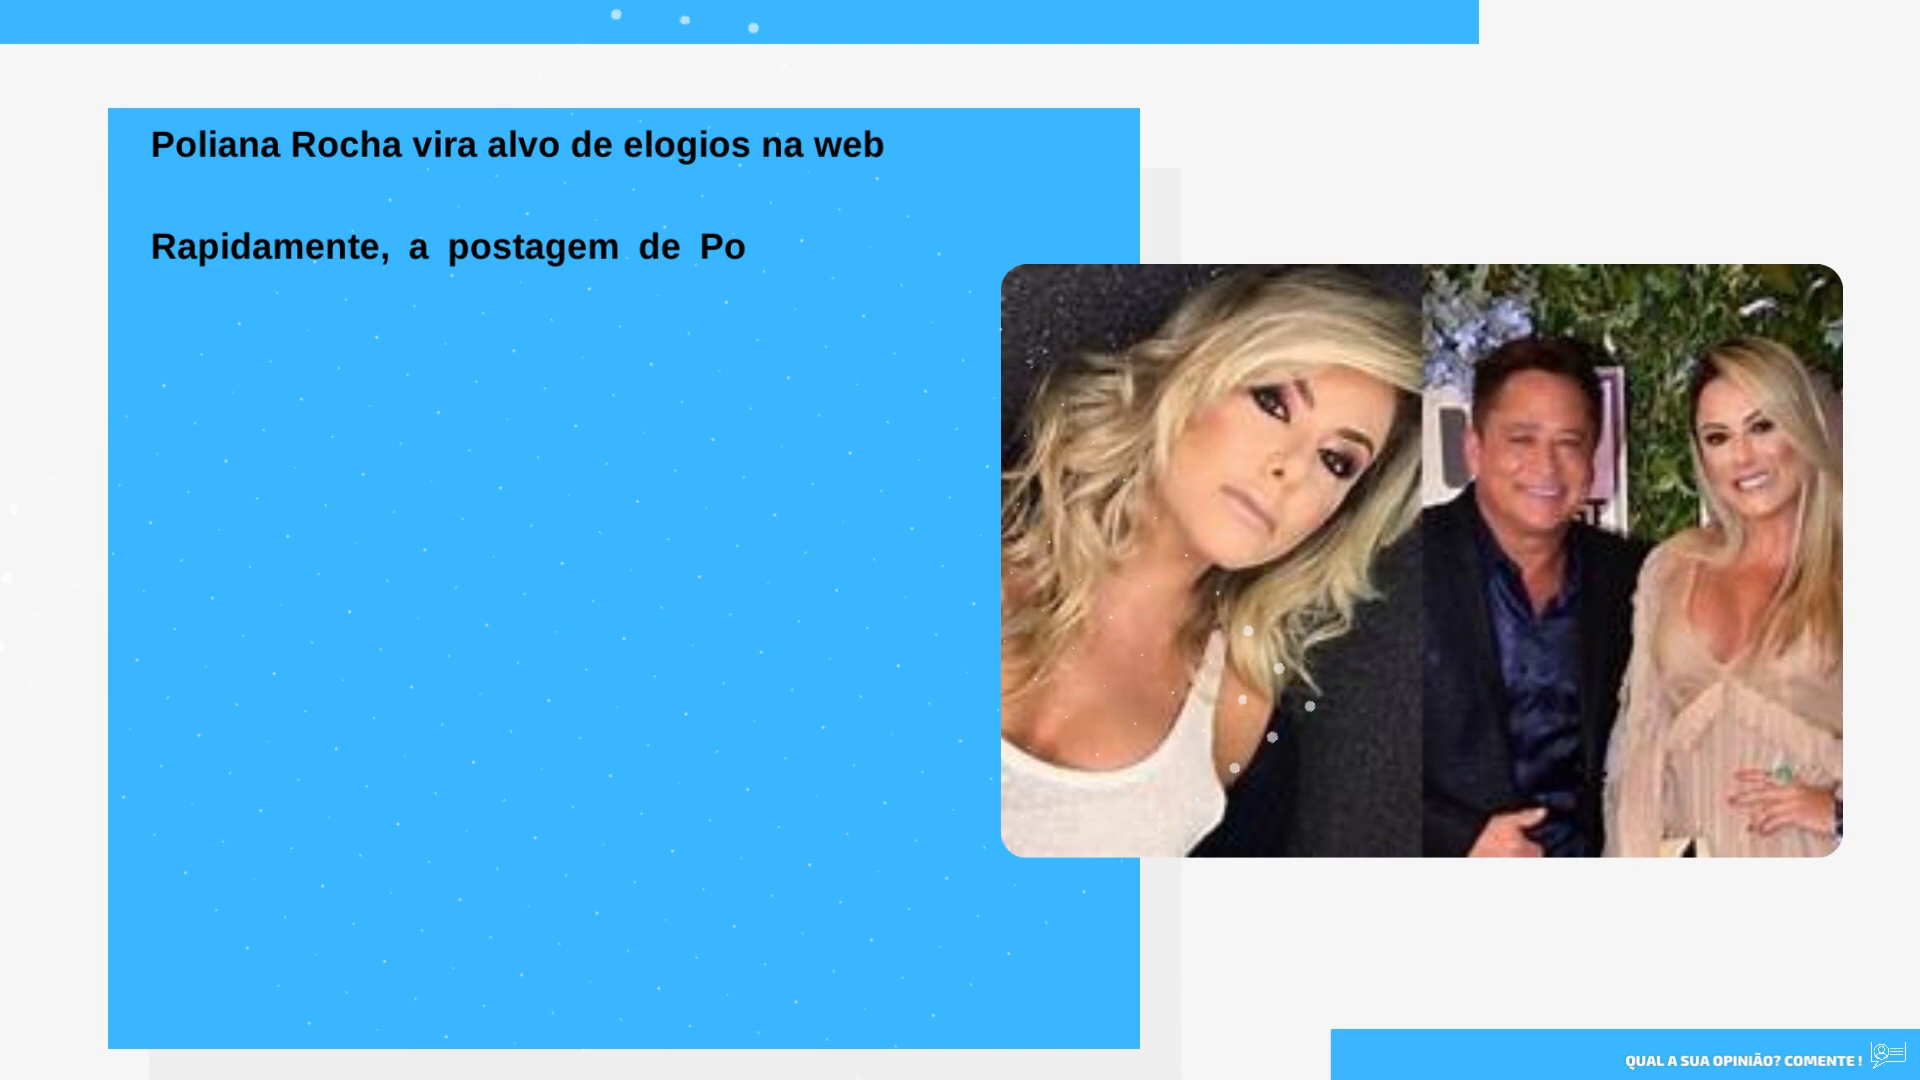 Poliana Rocha vira alvo de elogios na web
Rapidamente, a postagem de Po
QUAL A SUA OPINIÃO? COMENTE !